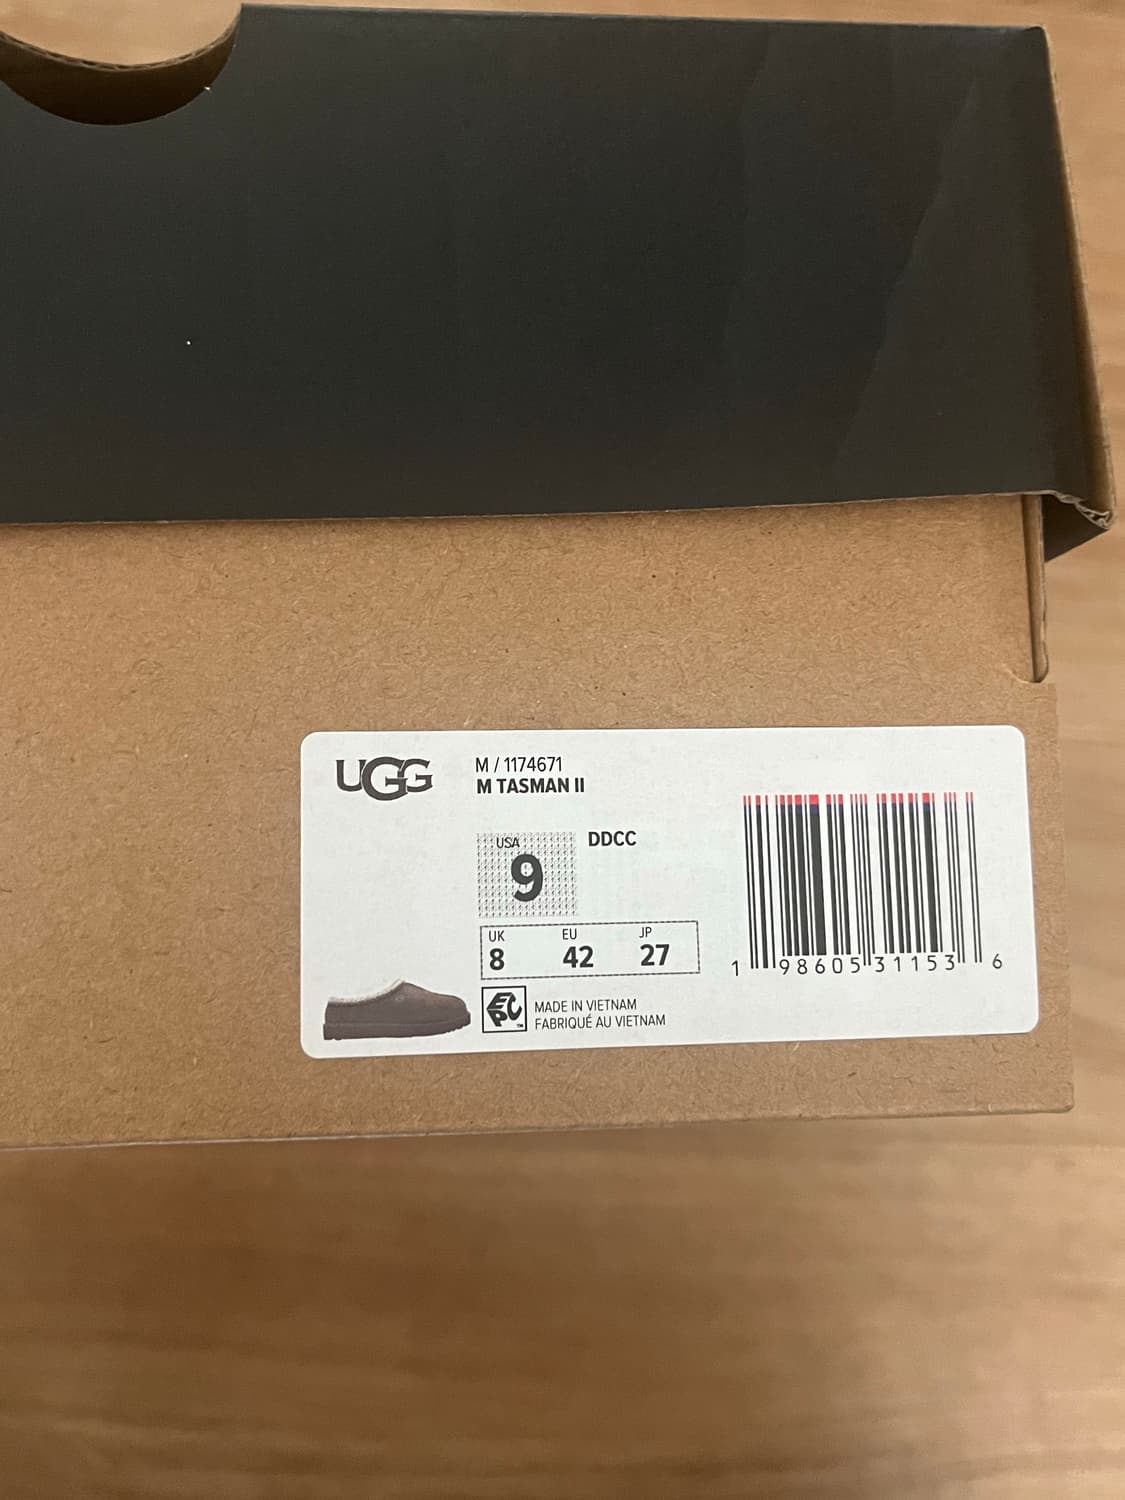 UGG
M / 1174671
M TASMAN II
USA
9
DDCC
UK EU JP
8 42 27
MADE IN VIETNAM
FABRIQUÉ AU VIETNAM
1 98605 31153 6